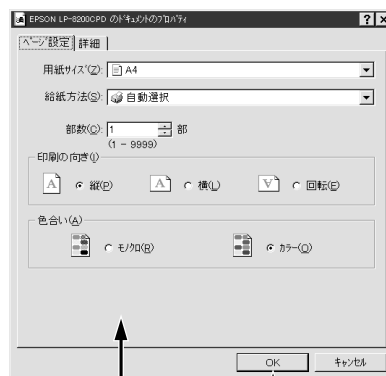 EPSON LP-8200CPD のﾄﾞｷｭﾒﾝﾄのﾌﾟﾛﾊﾟﾃｨ
ページ設定 詳細
用紙サイズ(Z): A4
給紙方法(S): 自動選択
部数(C): 1 部
(1 - 9999)
印刷の向き(I)
A 縦(P) A 横(L) A 回転(E)
色合い(A)
モノクロ(R) カラー(O)
OK キャンセル